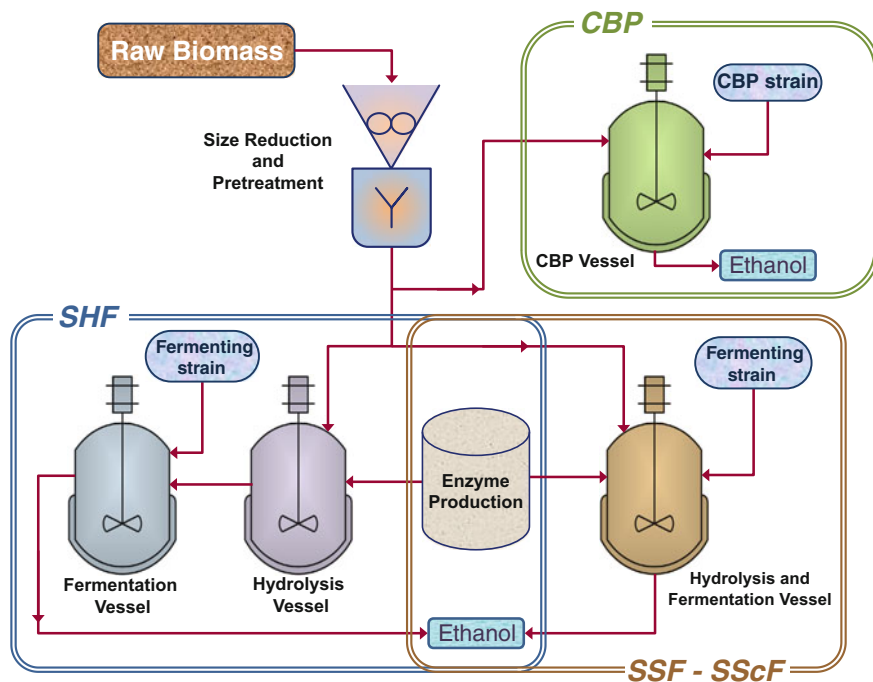 CBP
Raw Biomass
CBP strain
Size Reduction
and
Pretreatment
CBP Vessel
Ethanol
SHF
Fermenting
strain
Fermenting
strain
Enzyme
Production
Fermentation
Vessel
Hydrolysis
Vessel
Hydrolysis and
Fermentation Vessel
Ethanol
SSF - SScF